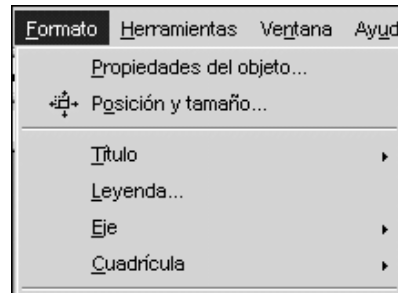 Formato Herramientas Ventana Ayud
Propiedades del objeto...
Posición y tamaño...
Título
Leyenda...
Eje
Cuadrícula